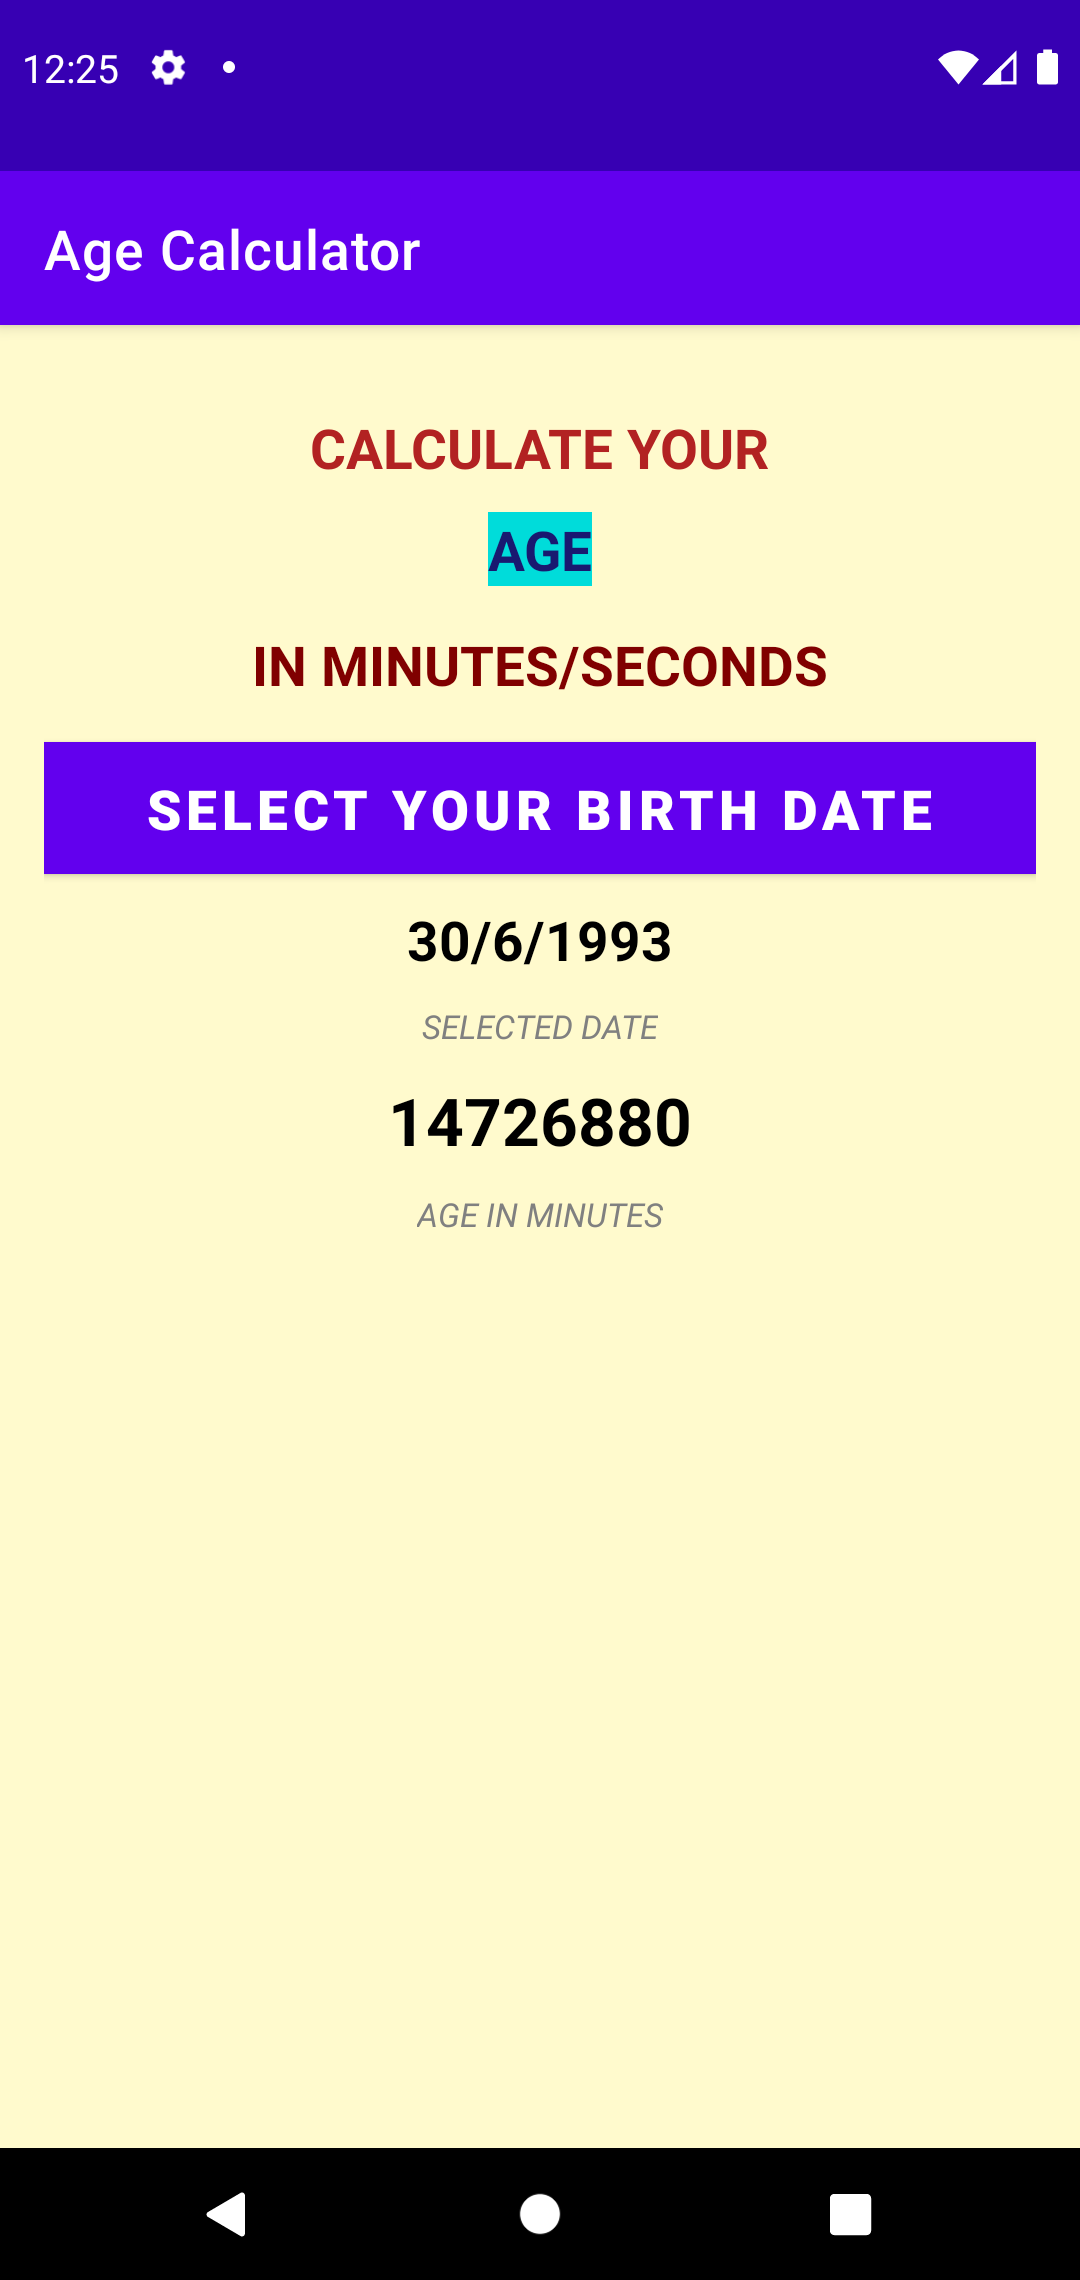 12:25
Age Calculator
CALCULATE YOUR
AGE
IN MINUTES/SECONDS
SELECT YOUR BIRTH DATE
30/6/1993
SELECTED DATE
14726880
AGE IN MINUTES